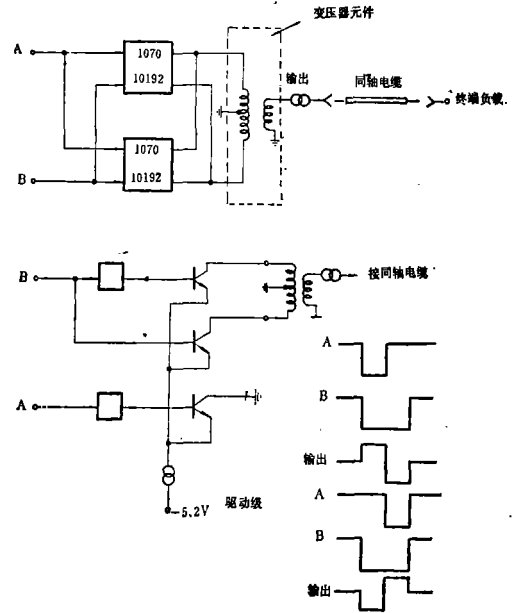 变压器元件
A
1070
10192
输出
同轴电缆
终端负载
1070
10192
B
B
接同轴电缆
A
B
A
输出
A
-5.2V
驱动级
B
输出